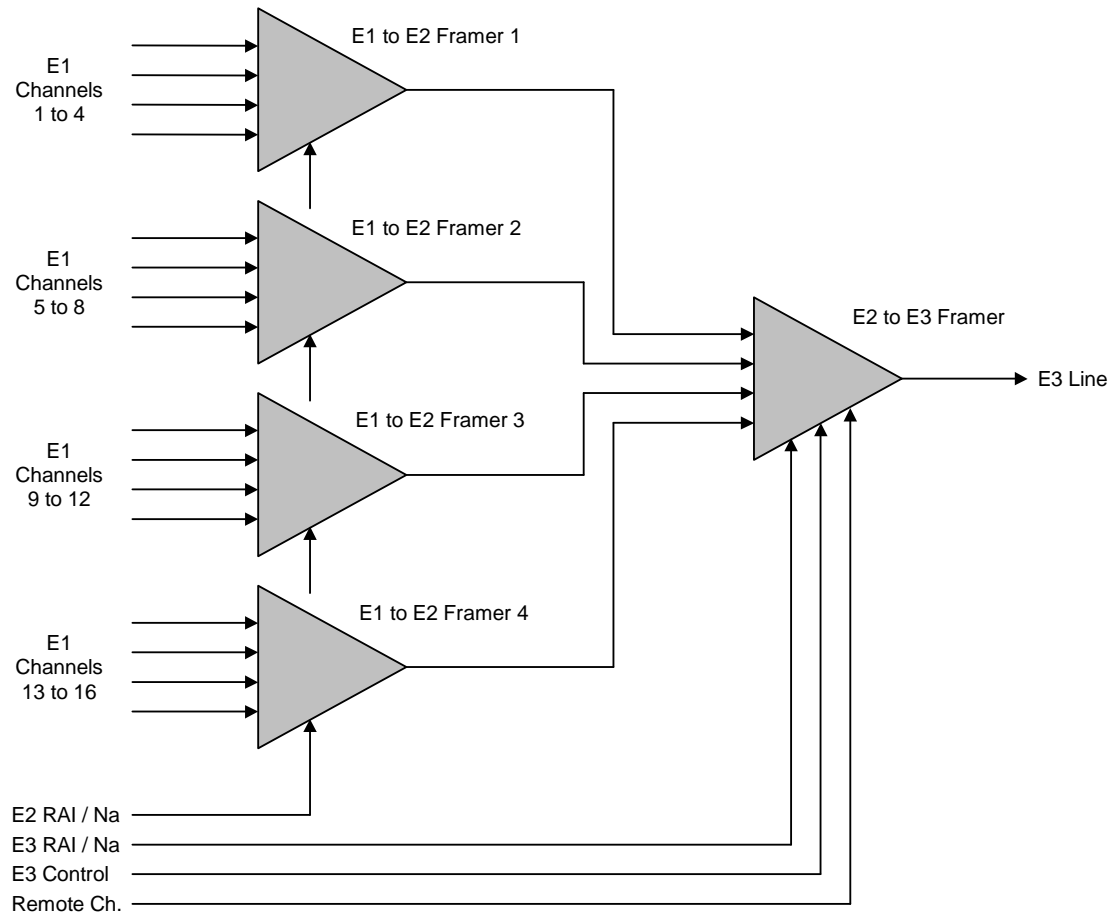 E1 to E2 Framer 1
E1
Channels
1 to 4
E1 to E2 Framer 2
E1
Channels
5 to 8
E2 to E3 Framer
E3 Line
E1 to E2 Framer 3
E1
Channels
9 to 12
E1 to E2 Framer 4
E1
Channels
13 to 16
E2 RAI / Na
E3 RAI / Na
E3 Control
Remote Ch.